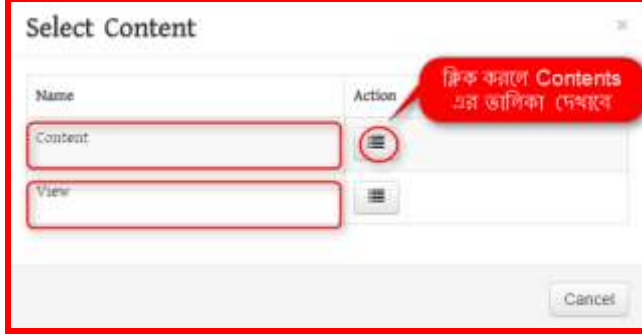 Select Content
×
Name Action
ক্লিক করলে Contents
এর তালিকা দেখাবে
Content
View
Cancel